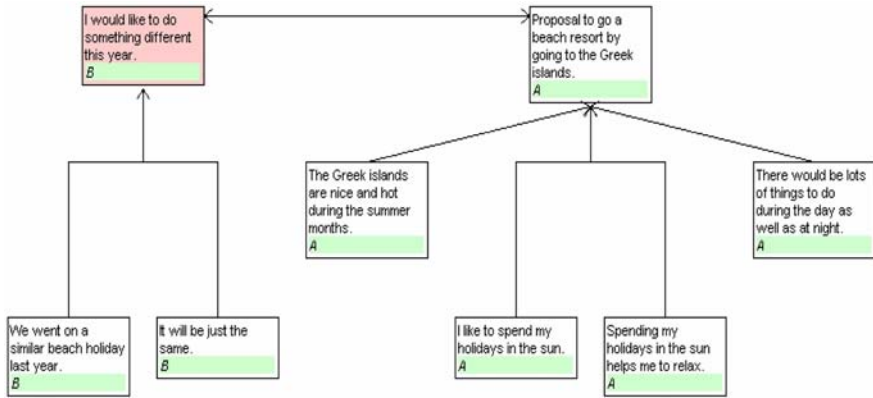 I would like to do
something different
this year.
B
Proposal to go a
beach resort by
going to the Greek
islands.
A
The Greek islands
are nice and hot
during the summer
months.
A
There would be lots
of things to do
during the day as
well as at night.
A
We went on a
similar beach holiday
last year.
B
It will be just the
same.
B
I like to spend my
holidays in the sun.
A
Spending my
holidays in the sun
helps me to relax.
A